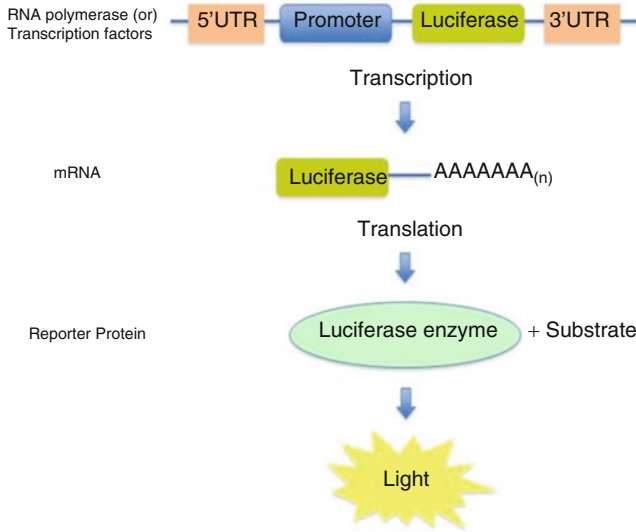 RNA polymerase (or)
Transcription factors
5'UTR Promoter Luciferase 3'UTR
Transcription
mRNA
Luciferase AAAAAAA(n)
Translation
Reporter Protein
Luciferase enzyme + Substrate
Light